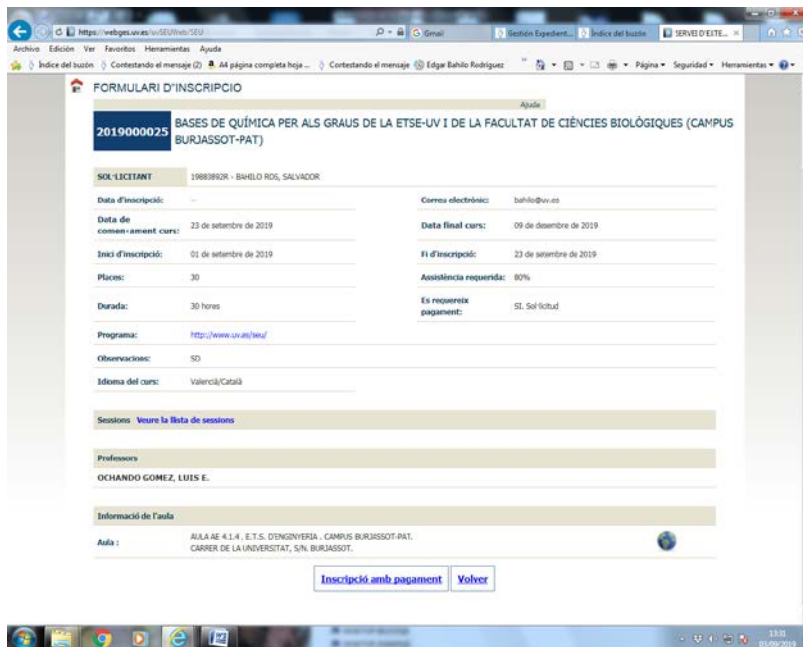 https://webges.uv.es/uvSEUWeb/SEU
Gmail
Gestión Expedient...
Índice del buzón
SERVEI D'EXTE...
Archivo Edición Ver Favoritos Herramientas Ayuda
Índice del buzón Contestando el mensaje (2) A4 página completa hoja ... Contestando el mensaje Edgar Bahilo Rodríguez Página Seguridad Herramientas
FORMULARI D'INSCRIPCIO
Ajuda
2019000025 BASES DE QUÍMICA PER ALS GRAUS DE LA ETSE-UV I DE LA FACULTAT DE CIÈNCIES BIOLÒGIQUES (CAMPUS
BURJASSOT-PAT)
SOL·LICITANT 19883892R - BAHILO ROS, SALVADOR
Data d'inscripció: -- Correu electrònic: bahilo@uv.es
Data de
comen÷ament curs: 23 de setembre de 2019 Data final curs: 09 de desembre de 2019
Inici d'inscripció: 01 de setembre de 2019 Fi d'inscripció: 23 de setembre de 2019
Places: 30 Assistència requerida: 80%
Durada: 30 hores Es requereix
pagament: SI. Sol·licitud
Programa: http://www.uv.es/seu/
Observacions: SD
Idioma del curs: Valencià/Català
Sessions Veure la llista de sessions
Professors
OCHANDO GOMEZ, LUIS E.
Informació de l'aula
Aula : AULA AE 4.1.4 . E.T.S. D'ENGINYERIA . CAMPUS BURJASSOT-PAT.
CARRER DE LA UNIVERSITAT, S/N. BURJASSOT.
Inscripció amb pagament Volver
13:31
03/09/2019